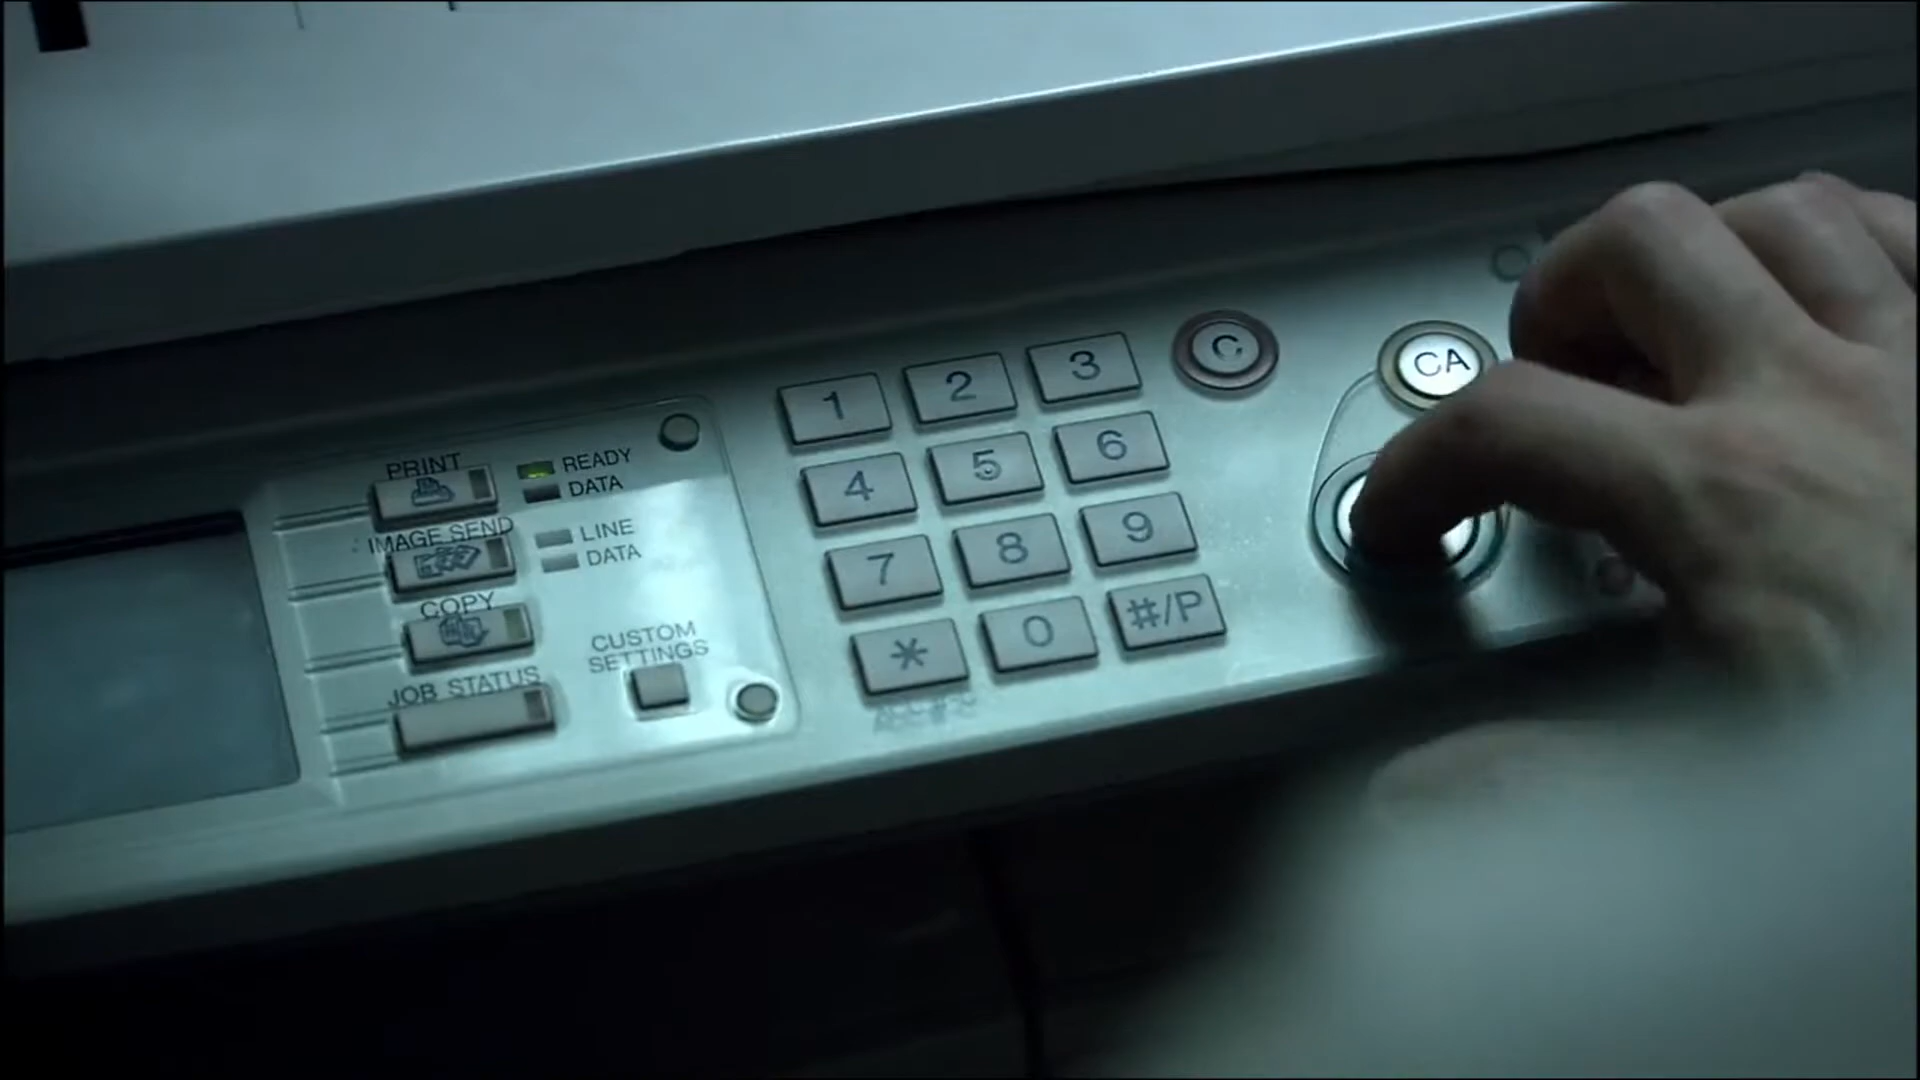 PRINT
READY
DATA
IMAGE SEND
LINE
DATA
COPY
CUSTOM
SETTINGS
JOB STATUS
1 2 3
4 5 6
7 8 9
* 0 #/P
C
CA